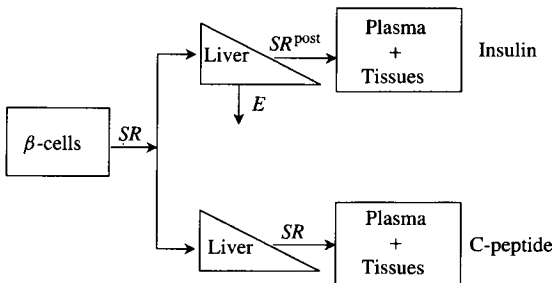 Liver
SR^post
Plasma
+
Tissues
Insulin
E
β-cells
SR
Liver
SR
Plasma
+
Tissues
C-peptide